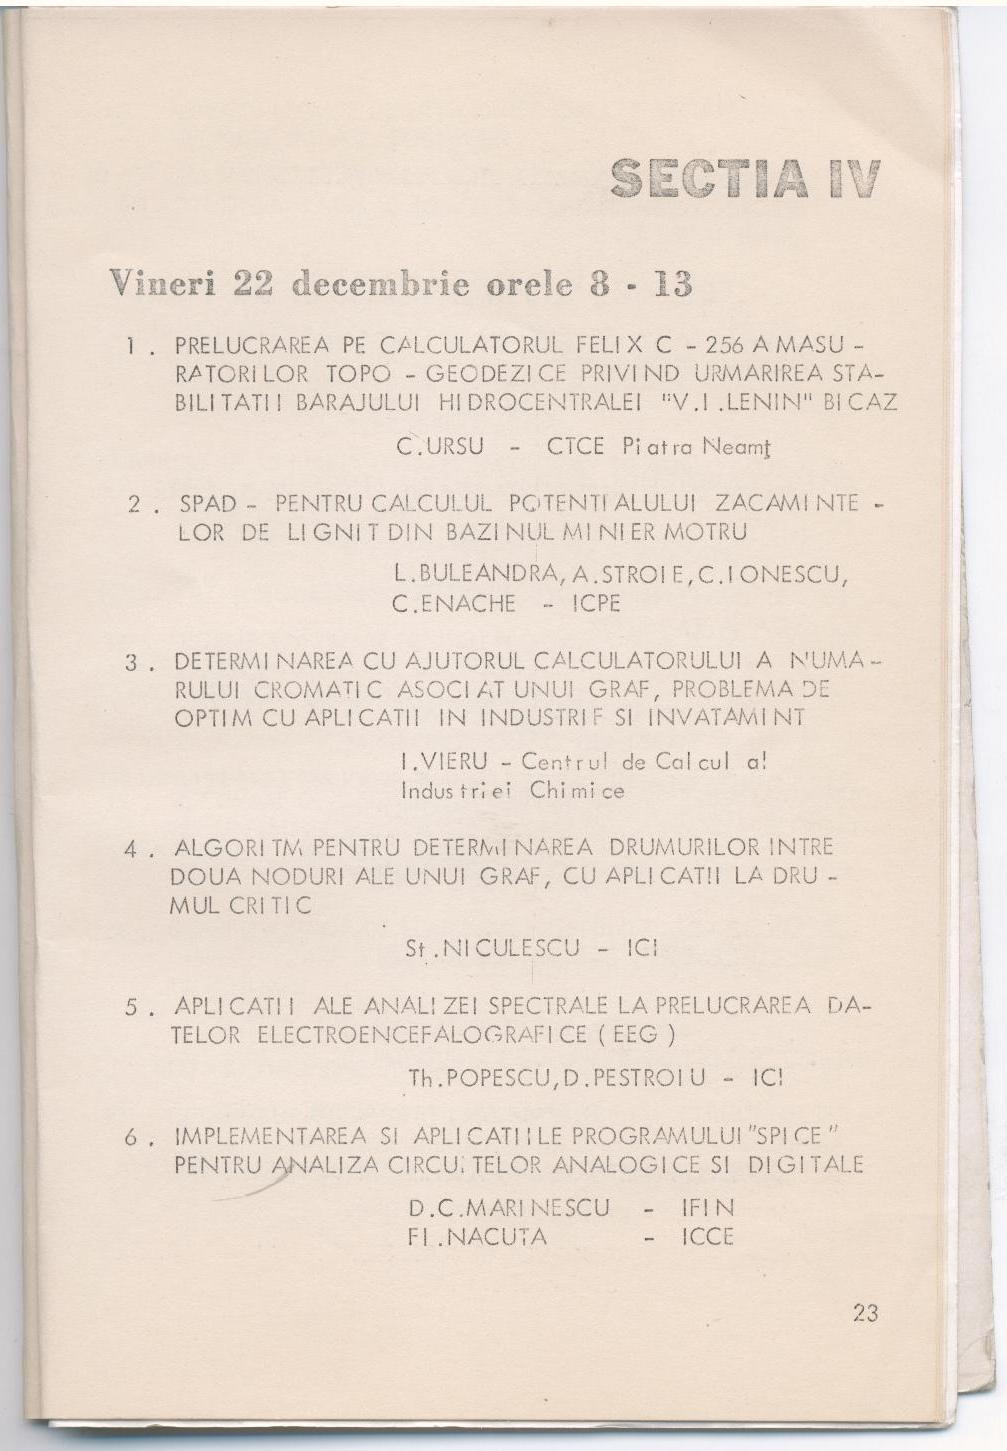 SECTIA IV
Vineri 22 decembrie orele 8 - 13
1 . PRELUCRAREA PE CALCULATORUL FELIX C - 256 A MASU -
RATORILOR TOPO - GEODEZICE PRIVIND URMARIREA STA-
BILITATII BARAJULUI HIDROCENTRALEI "V.I.LENIN" BICAZ
C.URSU - CTCE Piatra Neamţ
2 . SPAD - PENTRU CALCULUL POTENTIALULUI ZACAMINTE -
LOR DE LIGNIT DIN BAZINUL MINIER MOTRU
L.BULEANDRA, A.STROIE, C.IONESCU,
C.ENACHE - ICPE
3 . DETERMINAREA CU AJUTORUL CALCULATORULUI A NUMA -
RULUI CROMATIC ASOCIAT UNUI GRAF, PROBLEMA DE
OPTIM CU APLICATII IN INDUSTRIE SI INVATAMINT
I.VIERU - Centrul de Calcul al
Industriei Chimice
4 . ALGORITM PENTRU DETERMINAREA DRUMURILOR INTRE
DOUA NODURI ALE UNUI GRAF, CU APLICATII LA DRU -
MUL CRITIC
St.NICULESCU - ICI
5 . APLICATII ALE ANALIZEI SPECTRALE LA PRELUCRAREA DA-
TELOR ELECTROENCEFALOGRAFICE ( EEG )
Th.POPESCU, D.PESTROIU - ICI
6 . IMPLEMENTAREA SI APLICATIILE PROGRAMULUI "SPICE"
PENTRU ANALIZA CIRCUITELOR ANALOGICE SI DIGITALE
D.C.MARINESCU - IFIN
Fl.NACUTA - ICCE
23